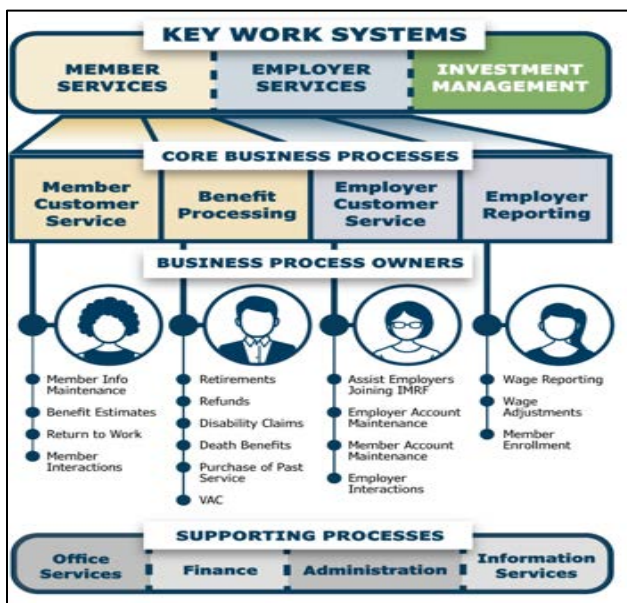 KEY WORK SYSTEMS
MEMBER
SERVICES
EMPLOYER
SERVICES
INVESTMENT
MANAGEMENT
CORE BUSINESS PROCESSES
Member
Customer
Service
Benefit
Processing
Employer
Customer
Service
Employer
Reporting
BUSINESS PROCESS OWNERS
Member Info
Maintenance
Benefit Estimates
Return to Work
Member
Interactions
Retirements
Refunds
Disability Claims
Death Benefits
Purchase of Past
Service
VAC
Assist Employers
Joining IMRF
Employer Account
Maintenance
Member Account
Maintenance
Employer
Interactions
Wage Reporting
Wage
Adjustments
Member
Enrollment
SUPPORTING PROCESSES
Office
Services
Finance
Administration
Information
Services